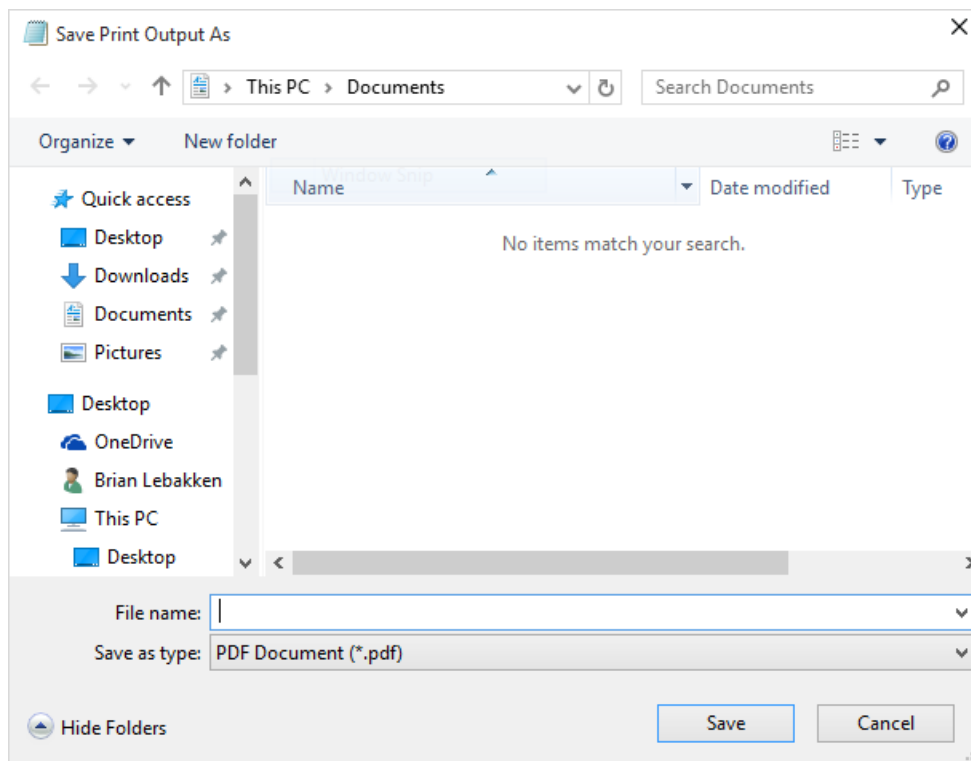 Save Print Output As
This PC > Documents
Search Documents
Organize
New folder
Window Snip
Name
Date modified
Type
No items match your search.
Quick access
Desktop
Downloads
Documents
Pictures
Desktop
OneDrive
Brian Lebakken
This PC
Desktop
File name:
Save as type: PDF Document (*.pdf)
Hide Folders
Save
Cancel